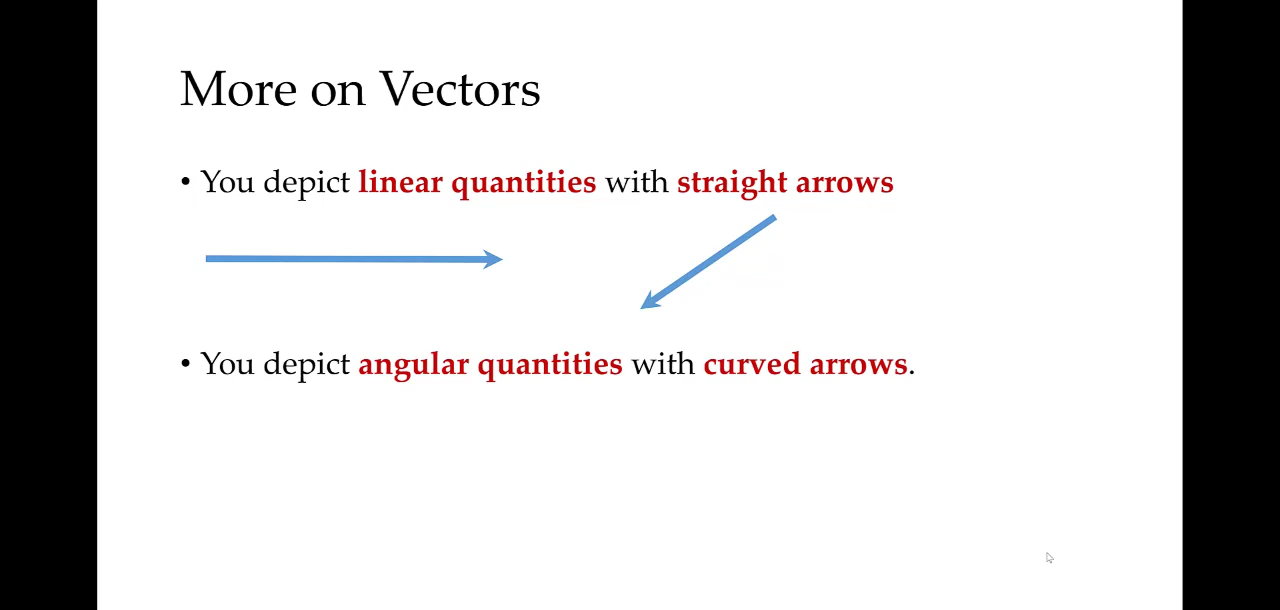 More on Vectors
• You depict linear quantities with straight arrows
• You depict angular quantities with curved arrows.